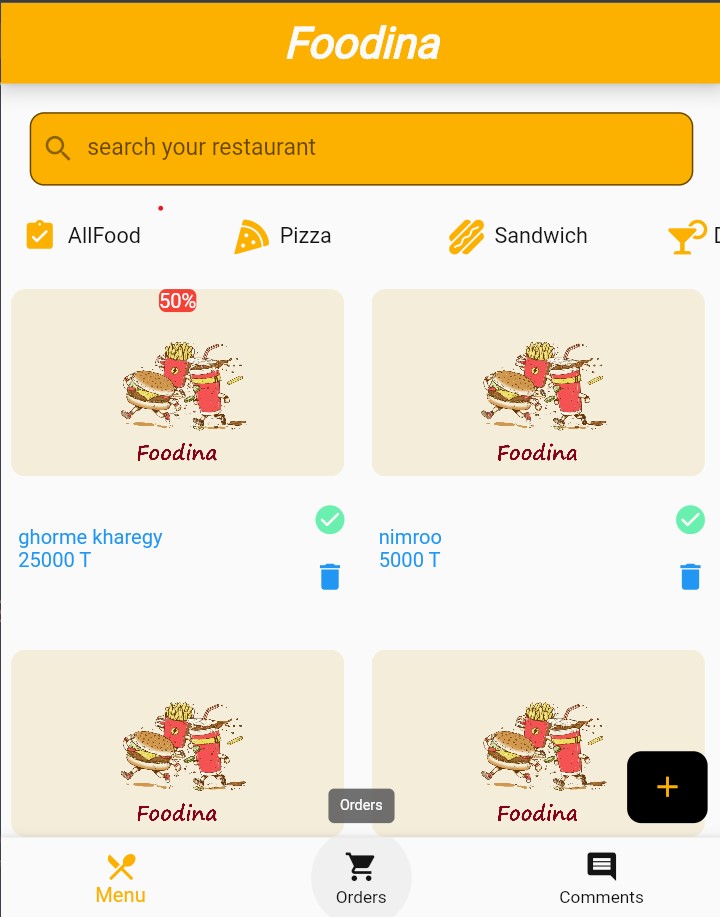 Foodina
search your restaurant
AllFood
Pizza
Sandwich
50%
Foodina
Foodina
ghorme kharegy
25000 T
nimroo
5000 T
Foodina
Foodina
+
Orders
Menu
Orders
Comments